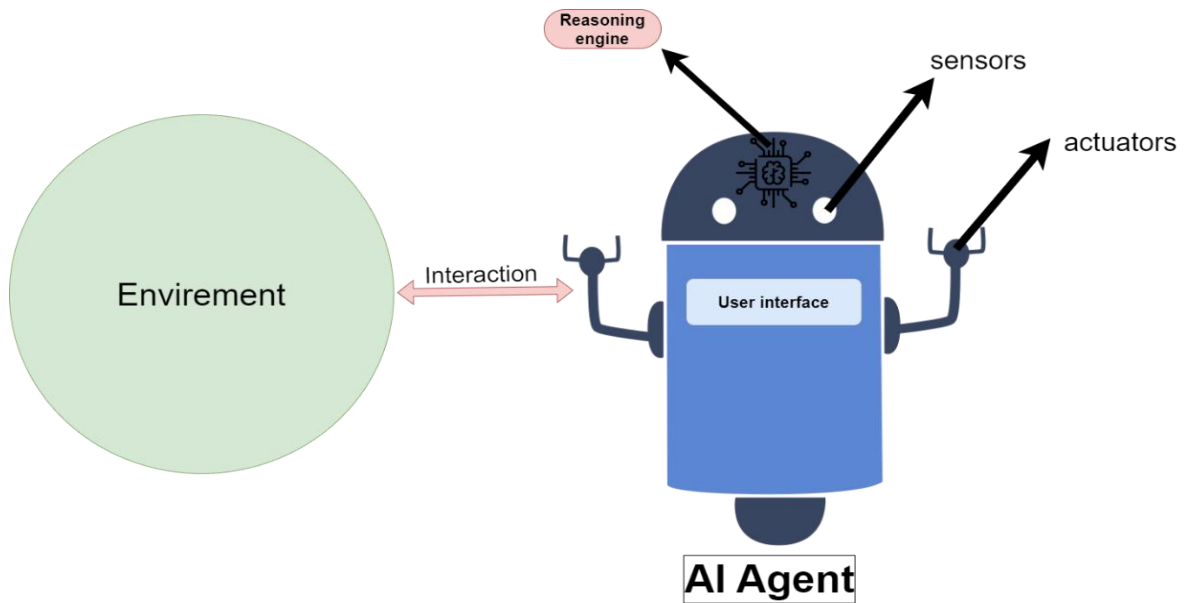 Reasoning
engine
sensors
actuators
Interaction
Envirement
User interface
AI Agent